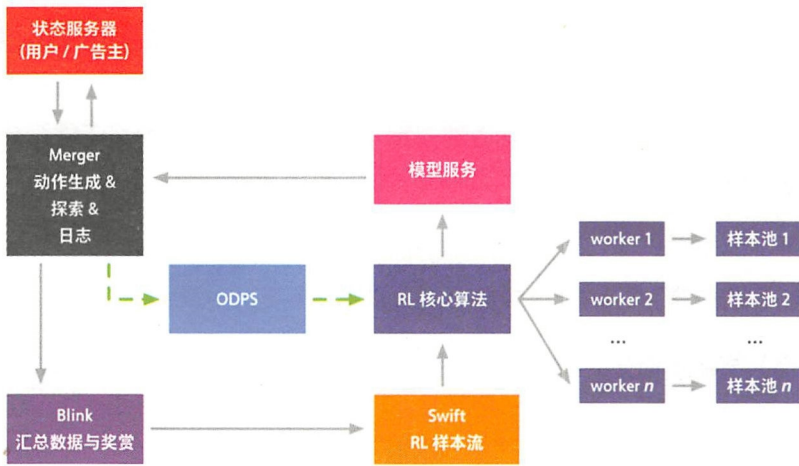 状态服务器
(用户 / 广告主)
Merger
动作生成 &
探索 &
日志
模型服务
worker 1
样本池 1
ODPS
RL 核心算法
worker 2
样本池 2
...
...
worker n
样本池 n
Blink
汇总数据与奖赏
Swift
RL 样本流